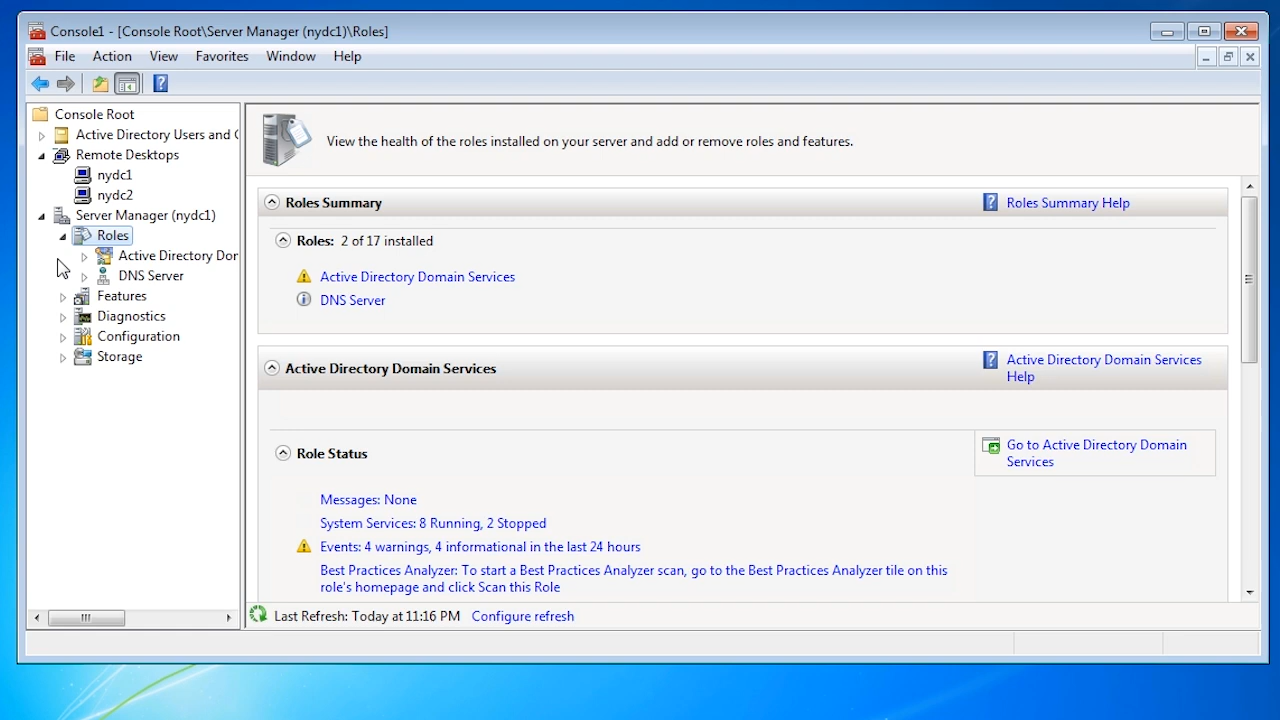 Console1 - [Console Root\Server Manager (nydc1)\Roles]
File Action View Favorites Window Help
Console Root
Active Directory Users and C
Remote Desktops
nydc1
nydc2
Server Manager (nydc1)
Roles
Active Directory Dor
DNS Server
Features
Diagnostics
Configuration
Storage
View the health of the roles installed on your server and add or remove roles and features.
Roles Summary
Roles Summary Help
Roles: 2 of 17 installed
Active Directory Domain Services
DNS Server
Active Directory Domain Services
Active Directory Domain Services
Help
Role Status
Go to Active Directory Domain
Services
Messages: None
System Services: 8 Running, 2 Stopped
Events: 4 warnings, 4 informational in the last 24 hours
Best Practices Analyzer: To start a Best Practices Analyzer scan, go to the Best Practices Analyzer tile on this
role's homepage and click Scan this Role
Last Refresh: Today at 11:16 PM Configure refresh